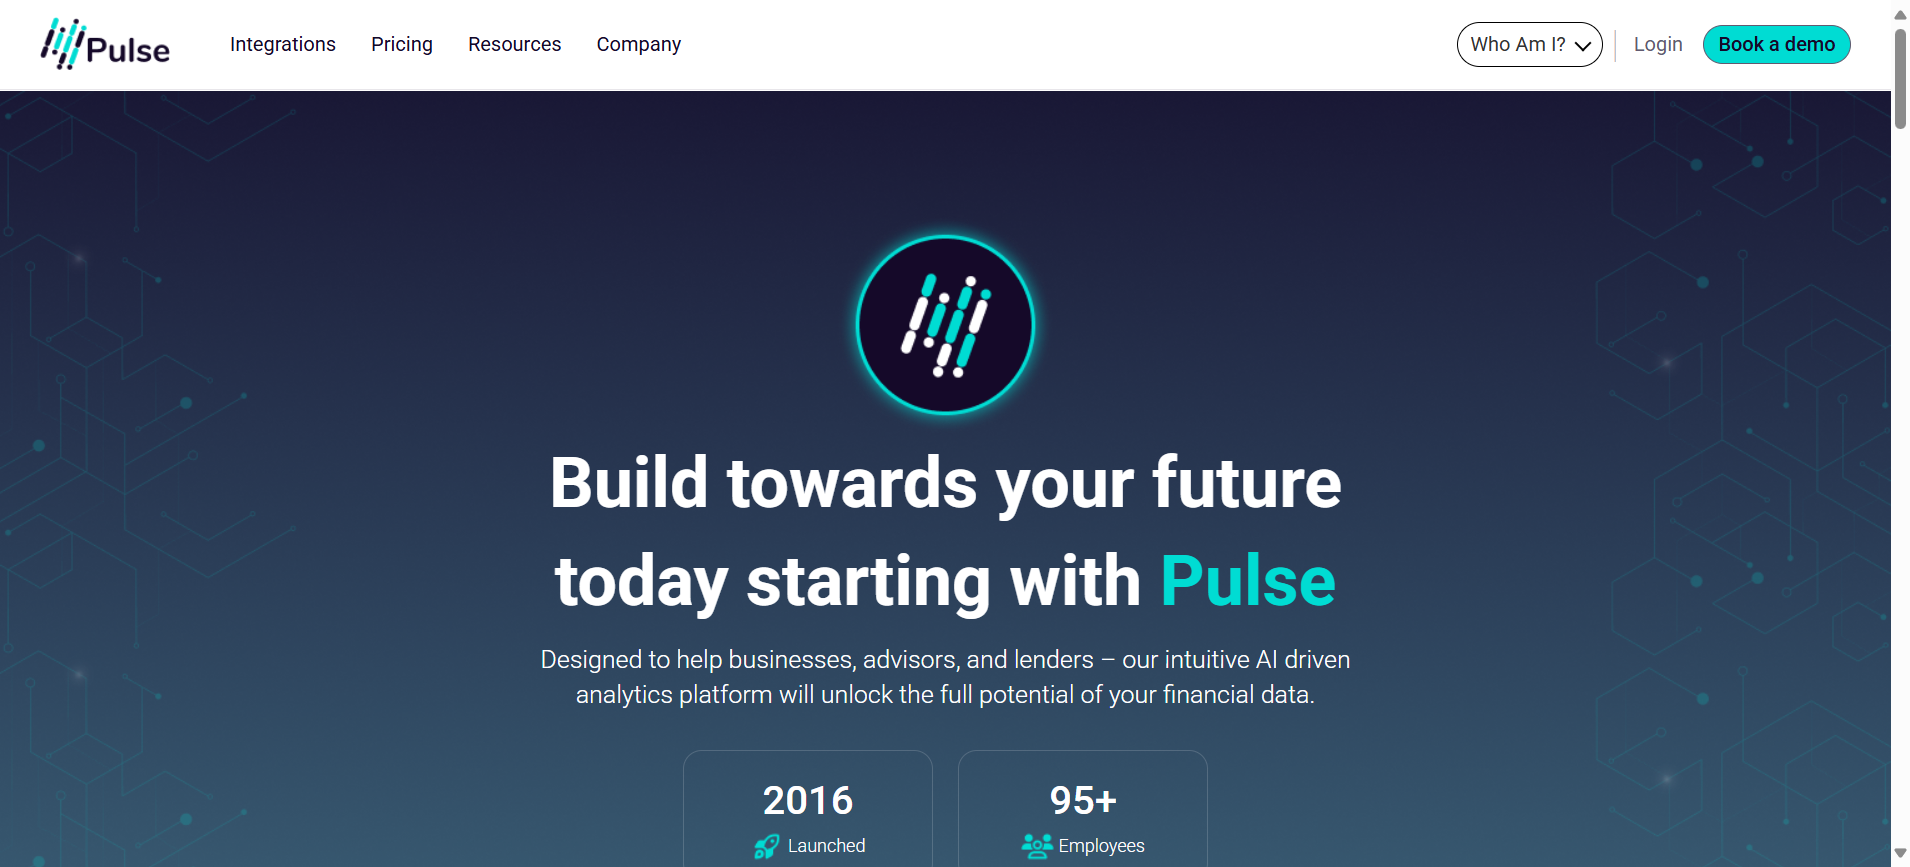 Pulse
Integrations
Pricing
Resources
Company
Who Am I?
Login
Book a demo
Build towards your future
today starting with Pulse
Designed to help businesses, advisors, and lenders – our intuitive AI driven
analytics platform will unlock the full potential of your financial data.
2016
Launched
95+
Employees